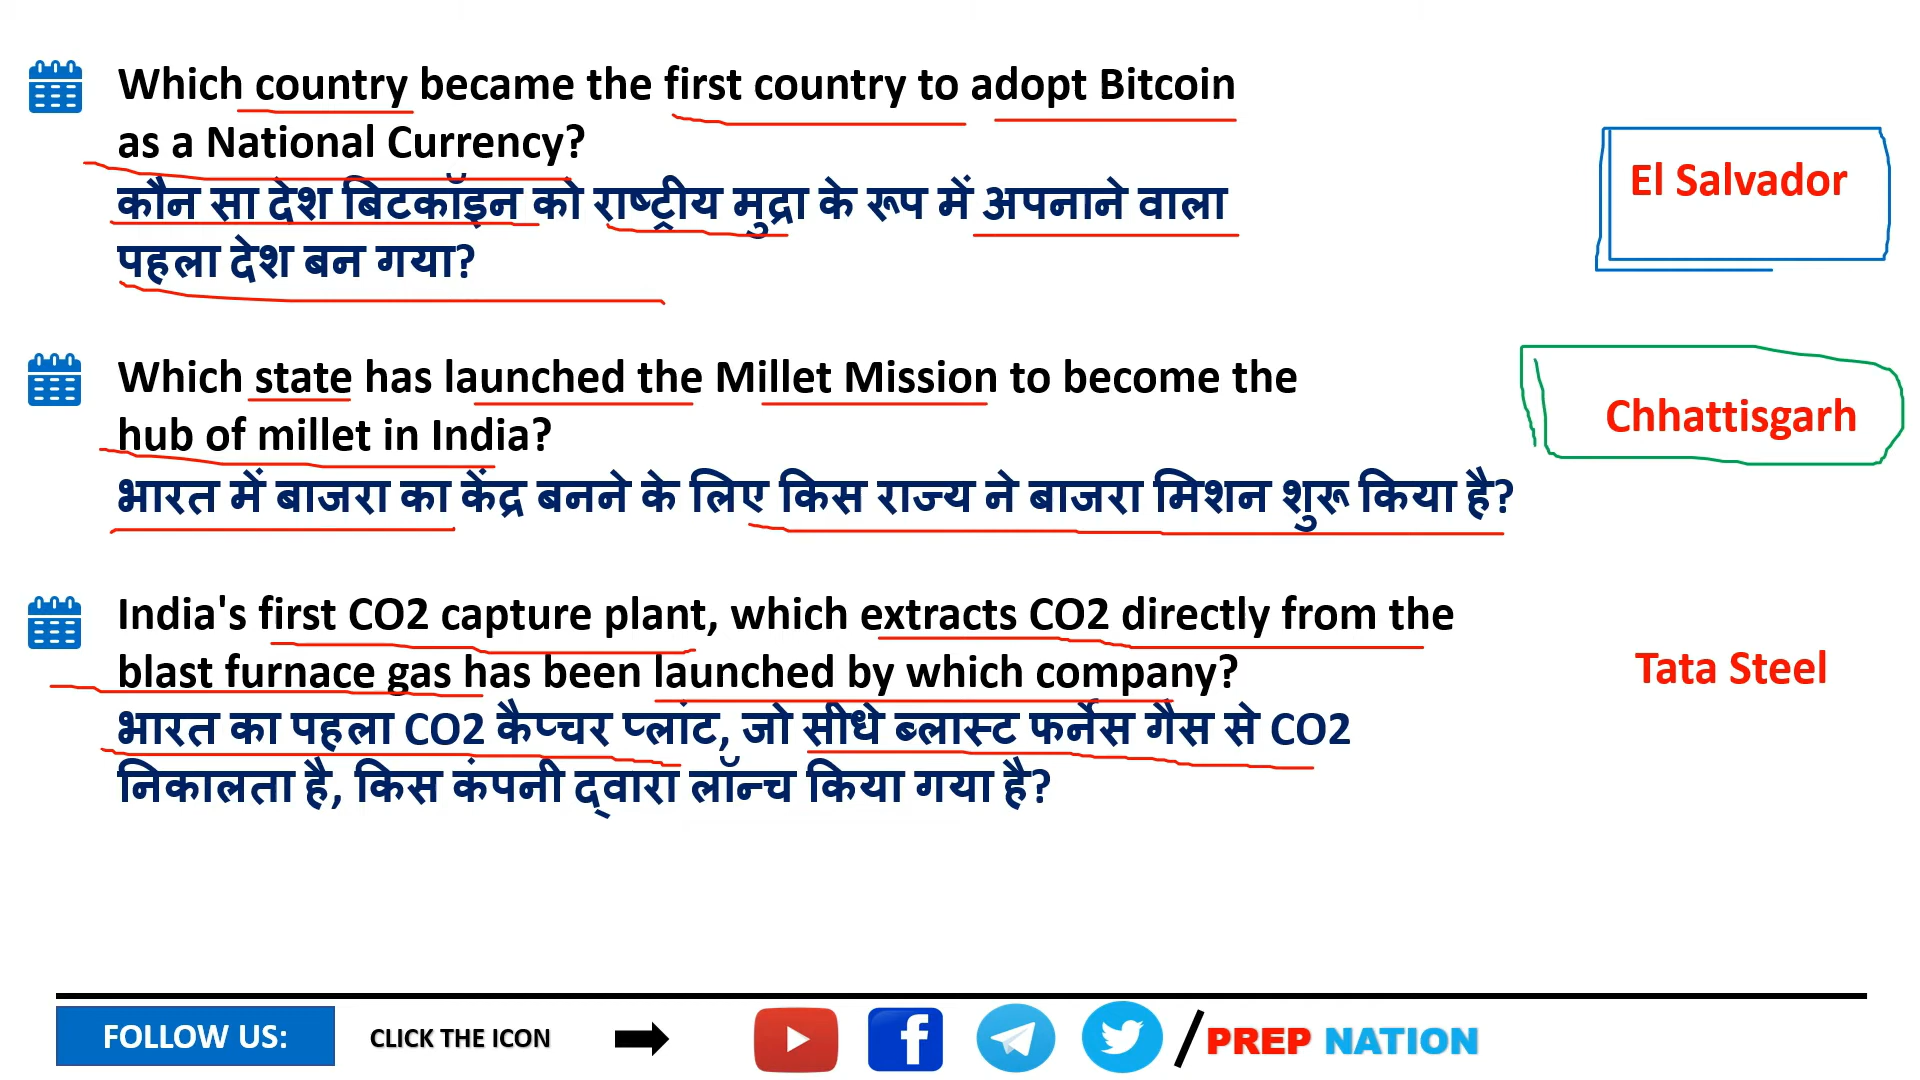 Which country became the first country to adopt Bitcoin
as a National Currency?
कौन सा देश बिटकॉइन को राष्ट्रीय मुद्रा के रूप में अपनाने वाला
पहला देश बन गया?
El Salvador
Which state has launched the Millet Mission to become the
hub of millet in India?
भारत में बाजरा का केंद्र बनने के लिए किस राज्य ने बाजरा मिशन शुरू किया है?
Chhattisgarh
India's first CO2 capture plant, which extracts CO2 directly from the
blast furnace gas has been launched by which company?
भारत का पहला CO2 कैप्चर प्लांट, जो सीधे ब्लास्ट फर्नेस गैस से CO2
निकालता है, किस कंपनी द्वारा लॉन्च किया गया है?
Tata Steel
FOLLOW US: CLICK THE ICON /PREP NATION